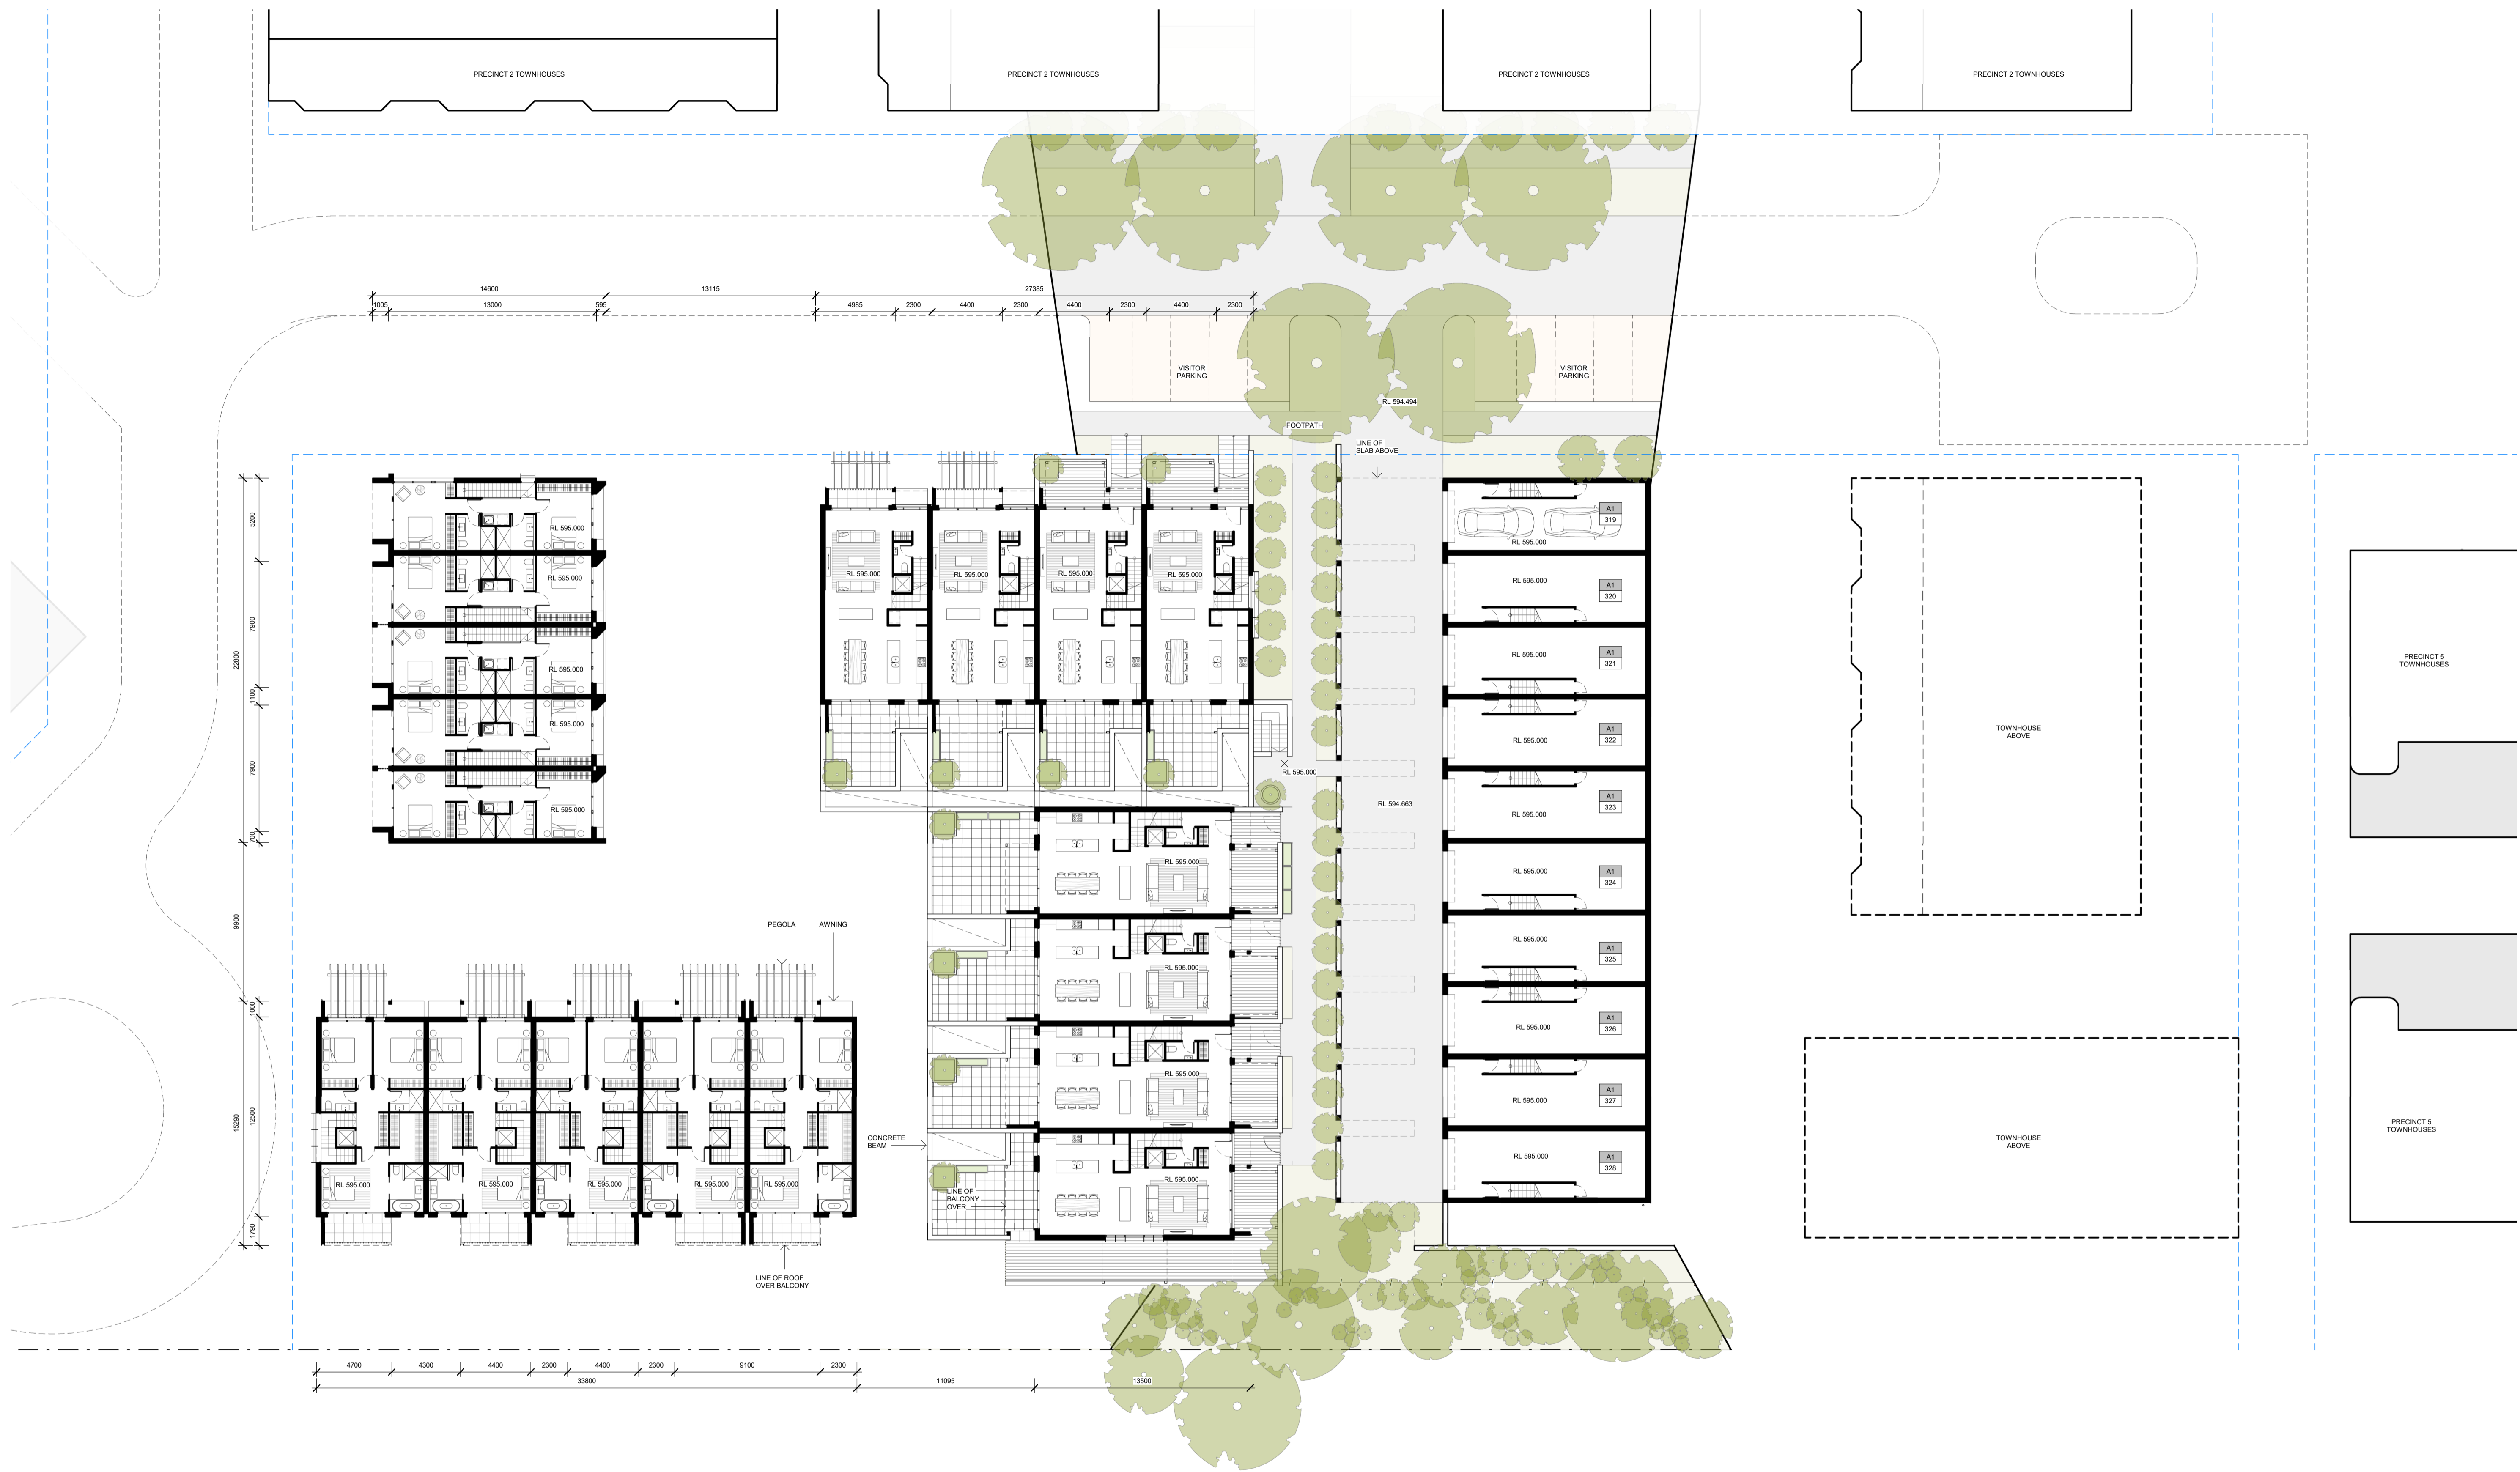 PRECINCT 2 TOWNHOUSES
PRECINCT 2 TOWNHOUSES
PRECINCT 2 TOWNHOUSES
PRECINCT 2 TOWNHOUSES
14600
13115
27385
1005
13000
595
4985
2300
4400
2300
4400
2300
4400
2300
VISITOR
PARKING
VISITOR
PARKING
RL 594.494
FOOTPATH
LINE OF
SLAB ABOVE
5200
7900
22800
1100
7900
700
9900
1000
15290
12500
1790
RL 595.000
RL 595.000
RL 595.000
RL 595.000
RL 595.000
RL 595.000
RL 595.000
RL 595.000
RL 595.000
RL 595.000
RL 594.663
A1
319
RL 595.000
RL 595.000
A1
320
RL 595.000
A1
321
RL 595.000
A1
322
RL 595.000
A1
323
RL 595.000
A1
324
RL 595.000
A1
325
RL 595.000
A1
326
RL 595.000
A1
327
RL 595.000
A1
328
RL 595.000
RL 595.000
RL 595.000
RL 595.000
PEGOLA
AWNING
CONCRETE
BEAM
LINE OF
BALCONY
OVER
RL 595.000
RL 595.000
RL 595.000
RL 595.000
RL 595.000
LINE OF ROOF
OVER BALCONY
TOWNHOUSE
ABOVE
TOWNHOUSE
ABOVE
PRECINCT 5
TOWNHOUSES
PRECINCT 5
TOWNHOUSES
4700
4300
4400
2300
4400
2300
9100
2300
33800
11095
13500